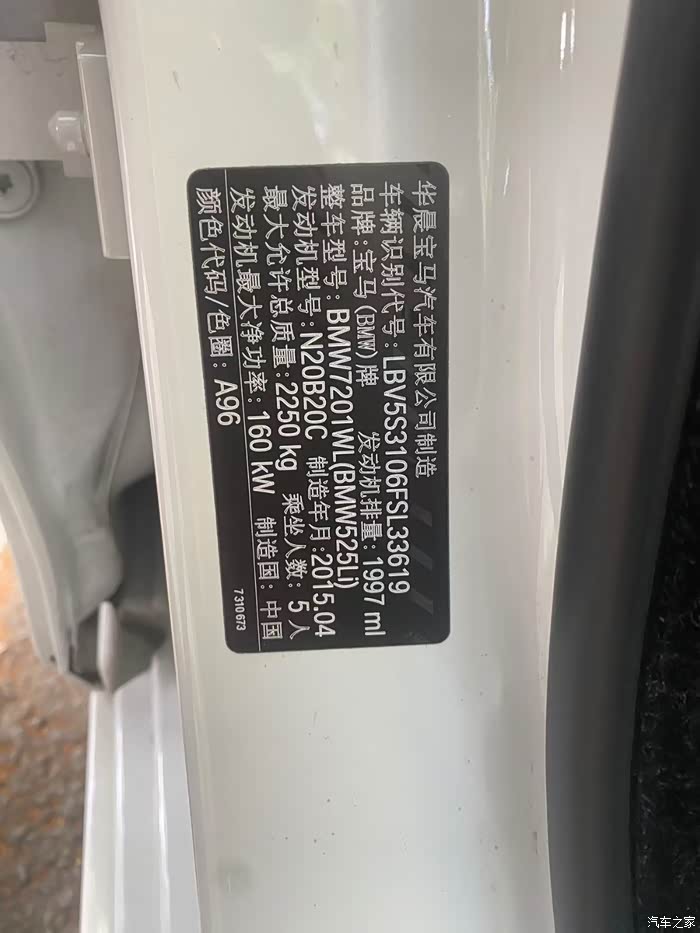 华晨宝马汽车有限公司制造
车辆识别代号: LBV5S3106FSL33619
品牌:宝马(BMW)牌 发动机排量: 1997 ml
整车型号: BMW7201WL(BMW525Li)
发动机型号: N20B20C 制造年月:2015.04
最大允许总质量: 2250 kg 乘坐人数: 5人
发动机最大净功率: 160 kW 制造国: 中国
颜色代码/色圈: A96
7310673
汽车之家